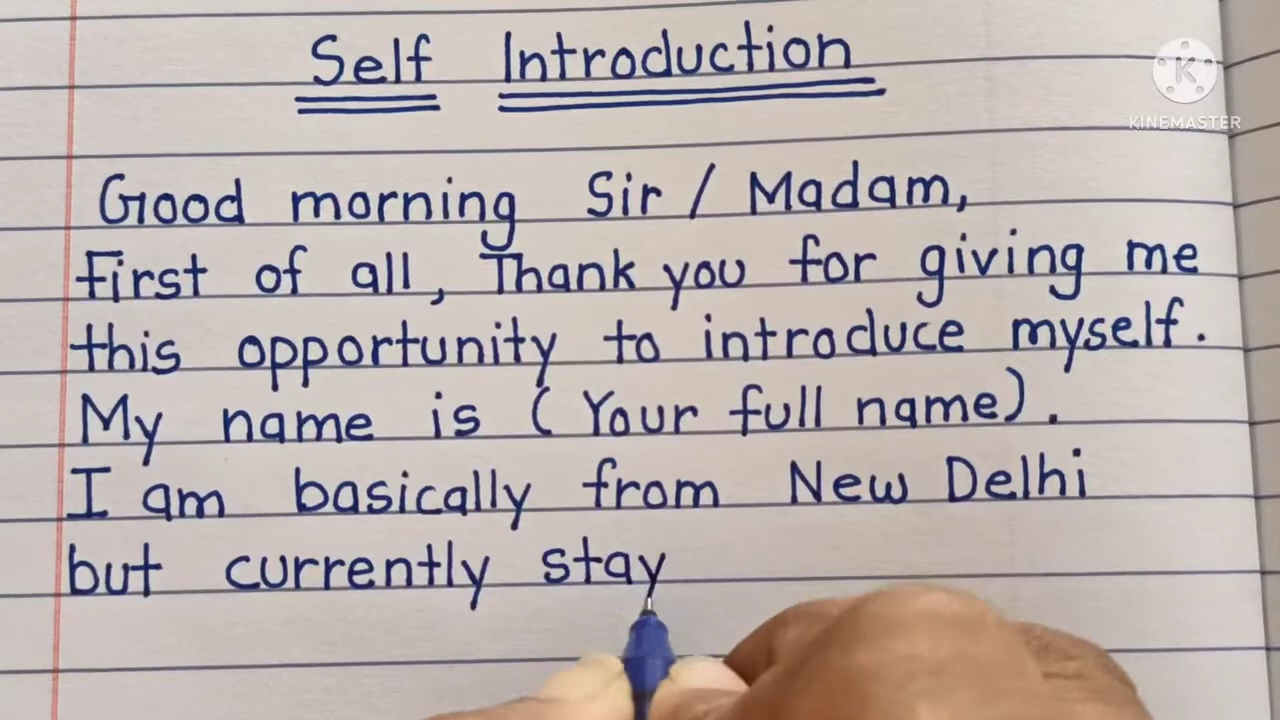 Self Introduction
K
KINEMASTER
Good morning Sir / Madam,
First of all, Thank you for giving me
this opportunity to introduce myself.
My name is (Your full name).
I am basically from New Delhi
but currently stay